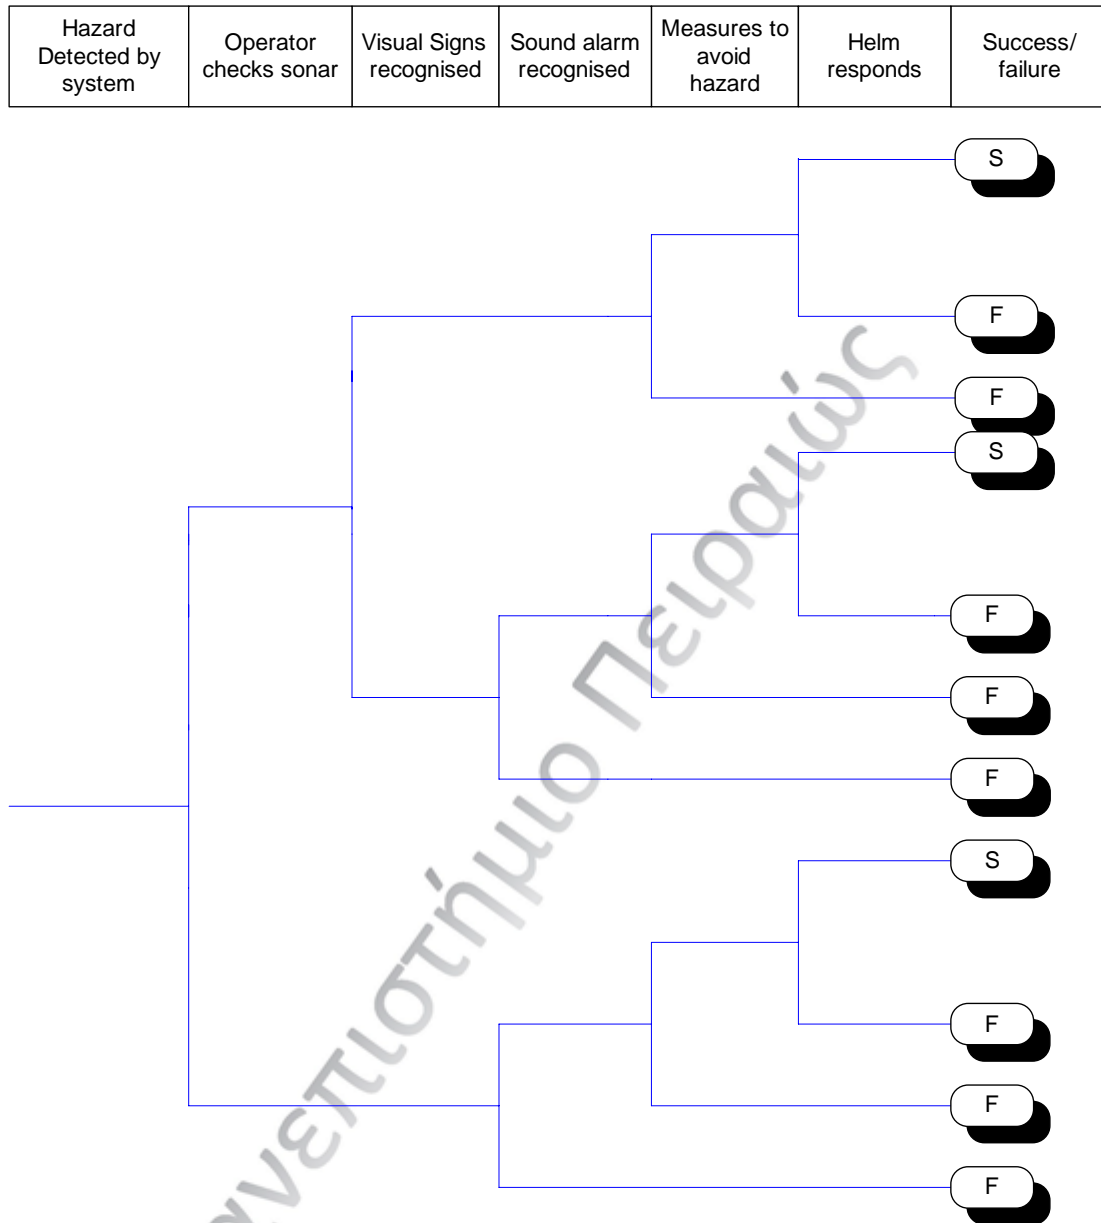 Hazard
Detected by
system
Operator
checks sonar
Visual Signs
recognised
Sound alarm
recognised
Measures to
avoid
hazard
Helm
responds
Success/
failure
S
F
F
S
F
F
F
S
F
F
F
Πειραιώς